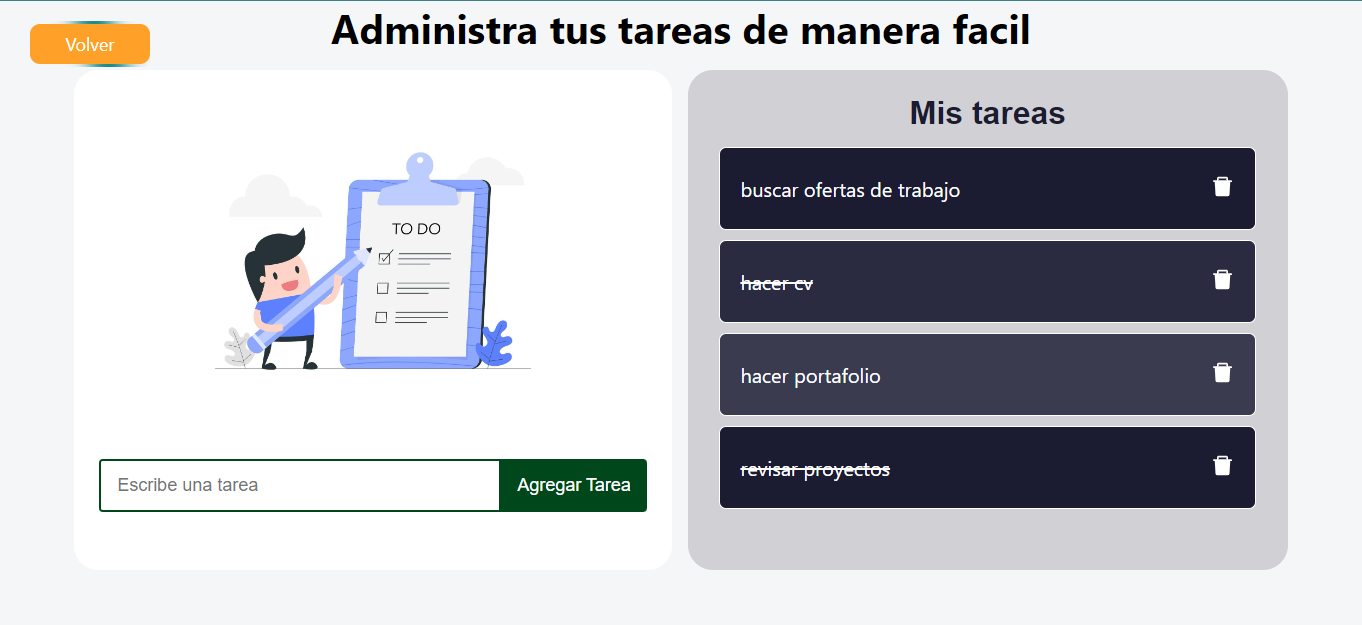 Administra tus tareas de manera facil
Volver
TO DO
Escribe una tarea
Agregar Tarea
Mis tareas
buscar ofertas de trabajo
hacer cv
hacer portafolio
revisar proyectos